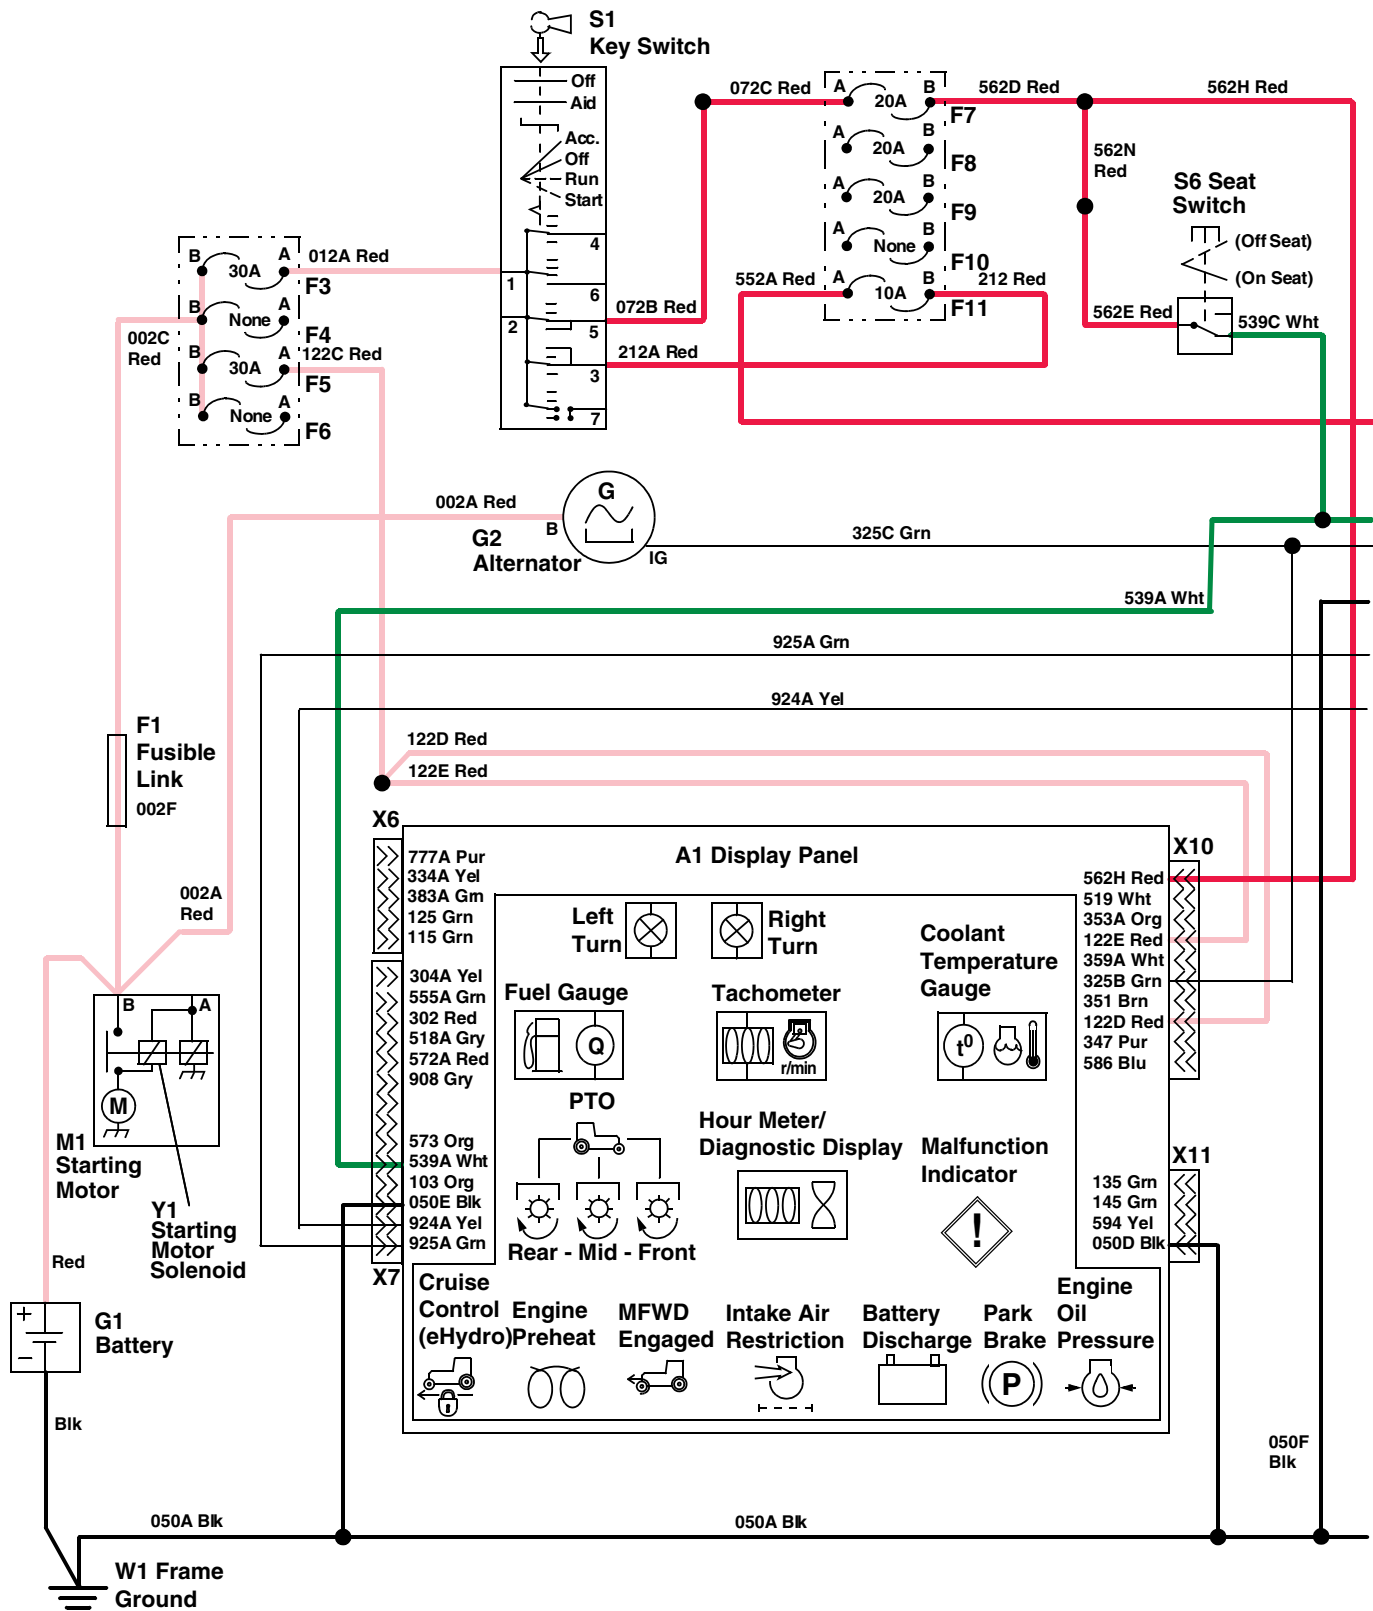 S1
Key Switch
Off
Aid
Acc.
Off
Run
Start
1
2
4
6
5
3
7
072C Red
A
20A
B
F7
A
20A
B
F8
A
20A
B
F9
A
None
B
F10
A
10A
B
F11
562D Red
562H Red
562N
Red
S6 Seat
Switch
(Off Seat)
(On Seat)
562E Red
539C Wht
552A Red
212 Red
072B Red
212A Red
012A Red
B
30A
A
F3
B
None
A
F4
B
30A
A
F5
B
None
A
F6
002C
Red
122C Red
002A Red
G
B
IG
G2
Alternator
325C Grn
539A Wht
925A Grn
924A Yel
F1
Fusible
Link
002F
122D Red
122E Red
002A
Red
B
A
M
M1
Starting
Motor
Y1
Starting
Motor
Solenoid
Red
+
–
G1
Battery
Blk
X6
777A Pur
334A Yel
383A Grn
125 Grn
115 Grn
304A Yel
555A Grn
302 Red
518A Gry
572A Red
908 Gry
573 Org
539A Wht
103 Org
050E Blk
924A Yel
925A Grn
X7
A1 Display Panel
Left
Turn
Right
Turn
Coolant
Temperature
Gauge
t0
Fuel Gauge
Q
Tachometer
r/min
PTO
Rear - Mid - Front
Hour Meter/
Diagnostic Display
Malfunction
Indicator
!
X10
562H Red
519 Wht
353A Org
122E Red
359A Wht
325B Grn
351 Brn
122D Red
347 Pur
586 Blu
X11
135 Grn
145 Grn
594 Yel
050D Blk
Cruise
Control
(eHydro)
Engine
Preheat
MFWD
Engaged
Intake Air
Restriction
Battery
Discharge
Park
Brake
P
Engine
Oil
Pressure
050F
Blk
050A Blk
050A Blk
W1 Frame
Ground